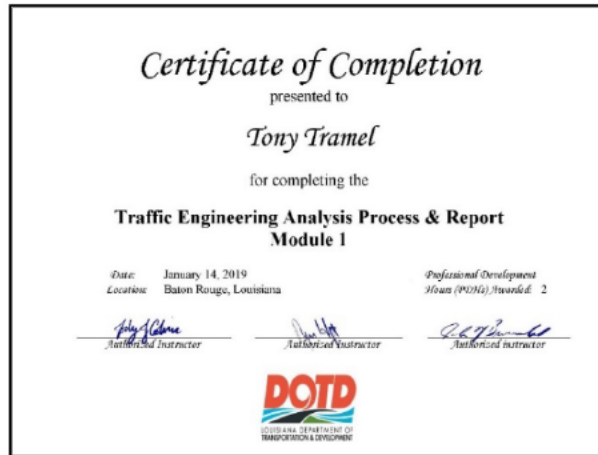 Certificate of Completion
presented to
Tony Tramel
for completing the
Traffic Engineering Analysis Process & Report
Module 1
Date: January 14, 2019
Location: Baton Rouge, Louisiana
Professional Development
Hours (PDHs) Awarded: 2
Authorized Instructor
Authorized Instructor
Authorized instructor
DOTD
LOUISIANA DEPARTMENT OF
TRANSPORTATION & DEVELOPMENT